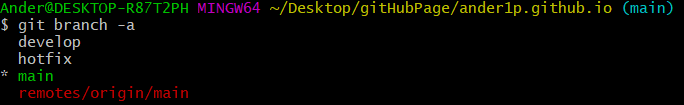 Ander@DESKTOP-R87T2PH MINGW64 ~/Desktop/gitHubPage/ander1p.github.io (main)
$ git branch -a
  develop
  hotfix
* main
  remotes/origin/main